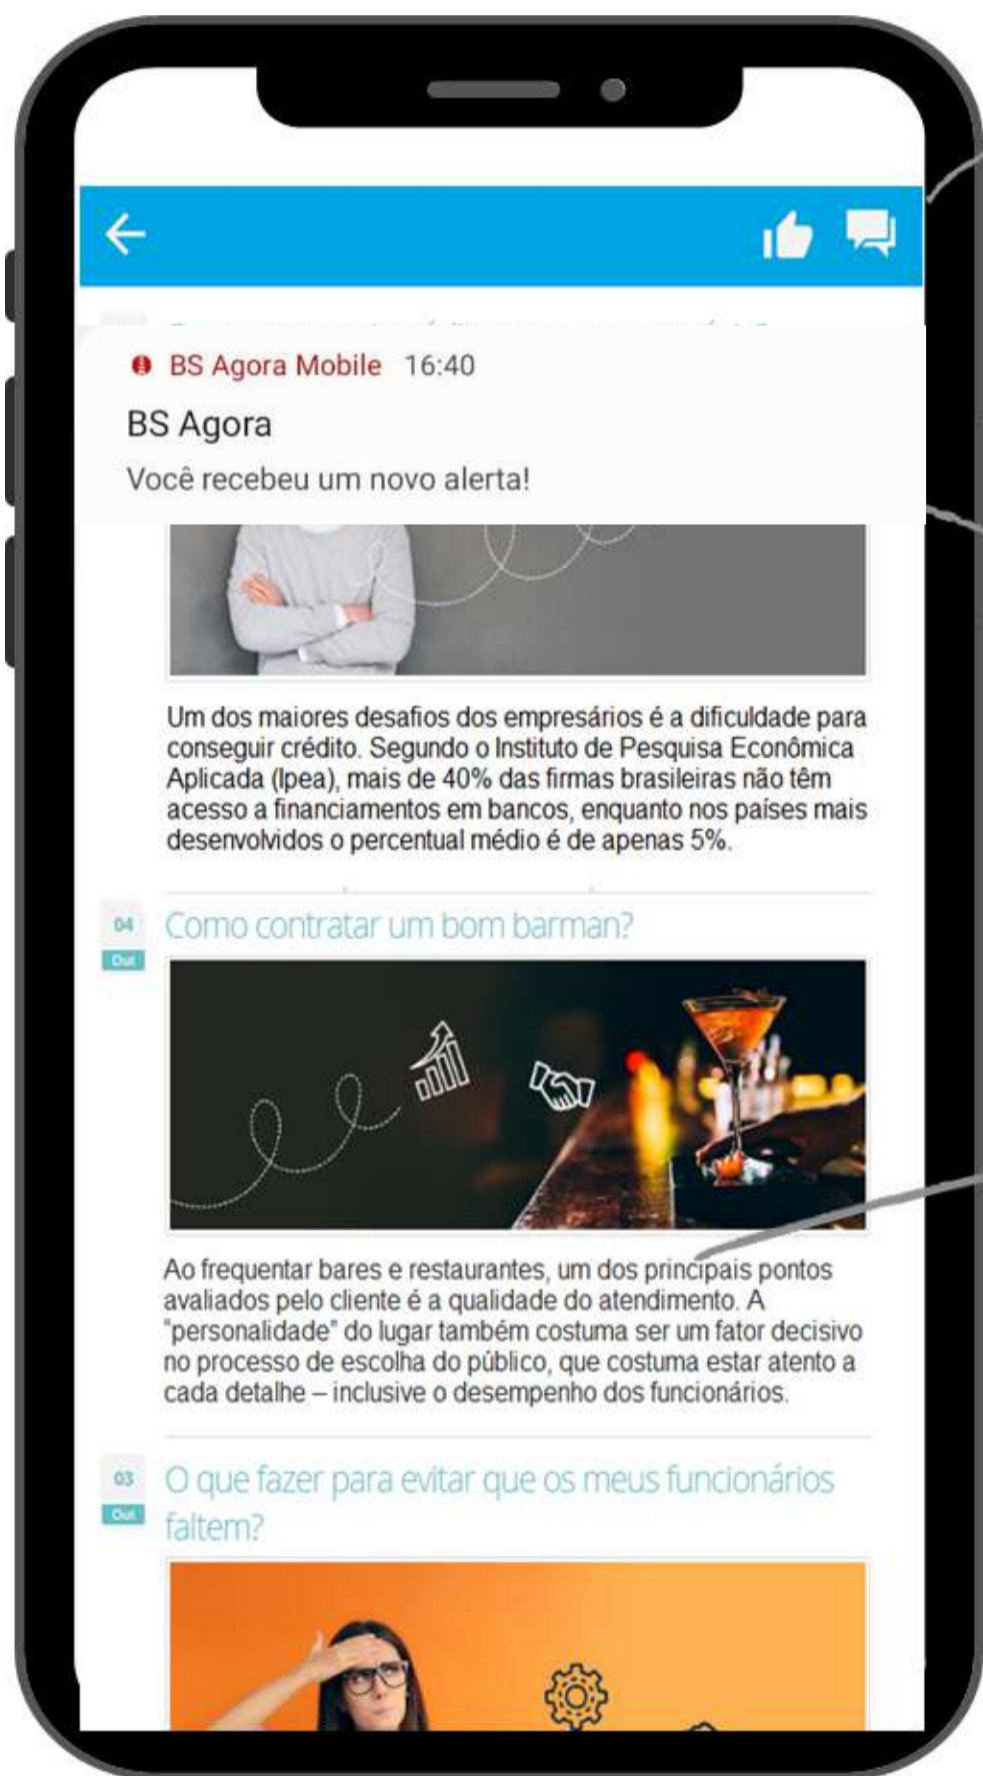 BS Agora Mobile 16:40
BS Agora
Você recebeu um novo alerta!
Um dos maiores desafios dos empresários é a dificuldade para
conseguir crédito. Segundo o Instituto de Pesquisa Econômica
Aplicada (Ipea), mais de 40% das firmas brasileiras não têm
acesso a financiamentos em bancos, enquanto nos países mais
desenvolvidos o percentual médio é de apenas 5%.
04 Como contratar um bom barman?
Out
Ao frequentar bares e restaurantes, um dos principais pontos
avaliados pelo cliente é a qualidade do atendimento. A
"personalidade" do lugar também costuma ser um fator decisivo
no processo de escolha do público, que costuma estar atento a
cada detalhe – inclusive o desempenho dos funcionários.
03 O que fazer para evitar que os meus funcionários
Out faltem?